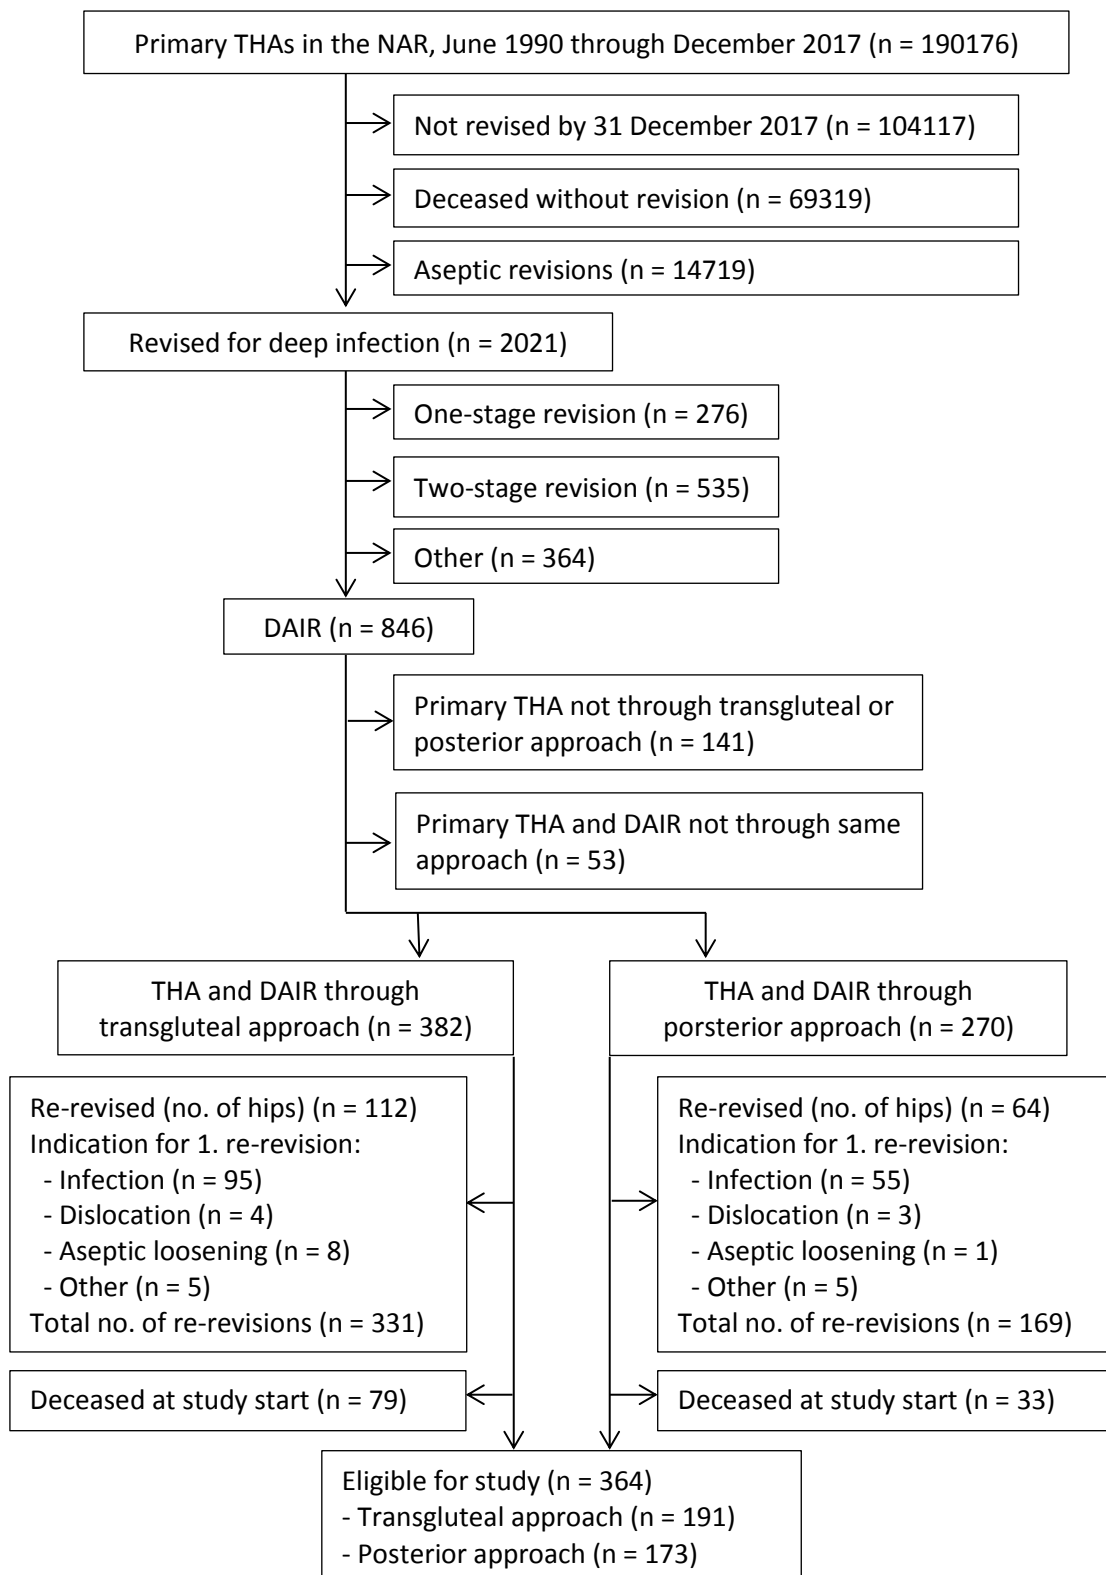 Primary THAs in the NAR, June 1990 through December 2017 (n = 190176)
Not revised by 31 December 2017 (n = 104117)
Deceased without revision (n = 69319)
Aseptic revisions (n = 14719)
Revised for deep infection (n = 2021)
One-stage revision (n = 276)
Two-stage revision (n = 535)
Other (n = 364)
DAIR (n = 846)
Primary THA not through transgluteal or
posterior approach (n = 141)
Primary THA and DAIR not through same
approach (n = 53)
THA and DAIR through
transgluteal approach (n = 382)
THA and DAIR through
porsterior approach (n = 270)
Re-revised (no. of hips) (n = 112)
Indication for 1. re-revision:
- Infection (n = 95)
- Dislocation (n = 4)
- Aseptic loosening (n = 8)
- Other (n = 5)
Total no. of re-revisions (n = 331)
Re-revised (no. of hips) (n = 64)
Indication for 1. re-revision:
- Infection (n = 55)
- Dislocation (n = 3)
- Aseptic loosening (n = 1)
- Other (n = 5)
Total no. of re-revisions (n = 169)
Deceased at study start (n = 79)
Deceased at study start (n = 33)
Eligible for study (n = 364)
- Transgluteal approach (n = 191)
- Posterior approach (n = 173)